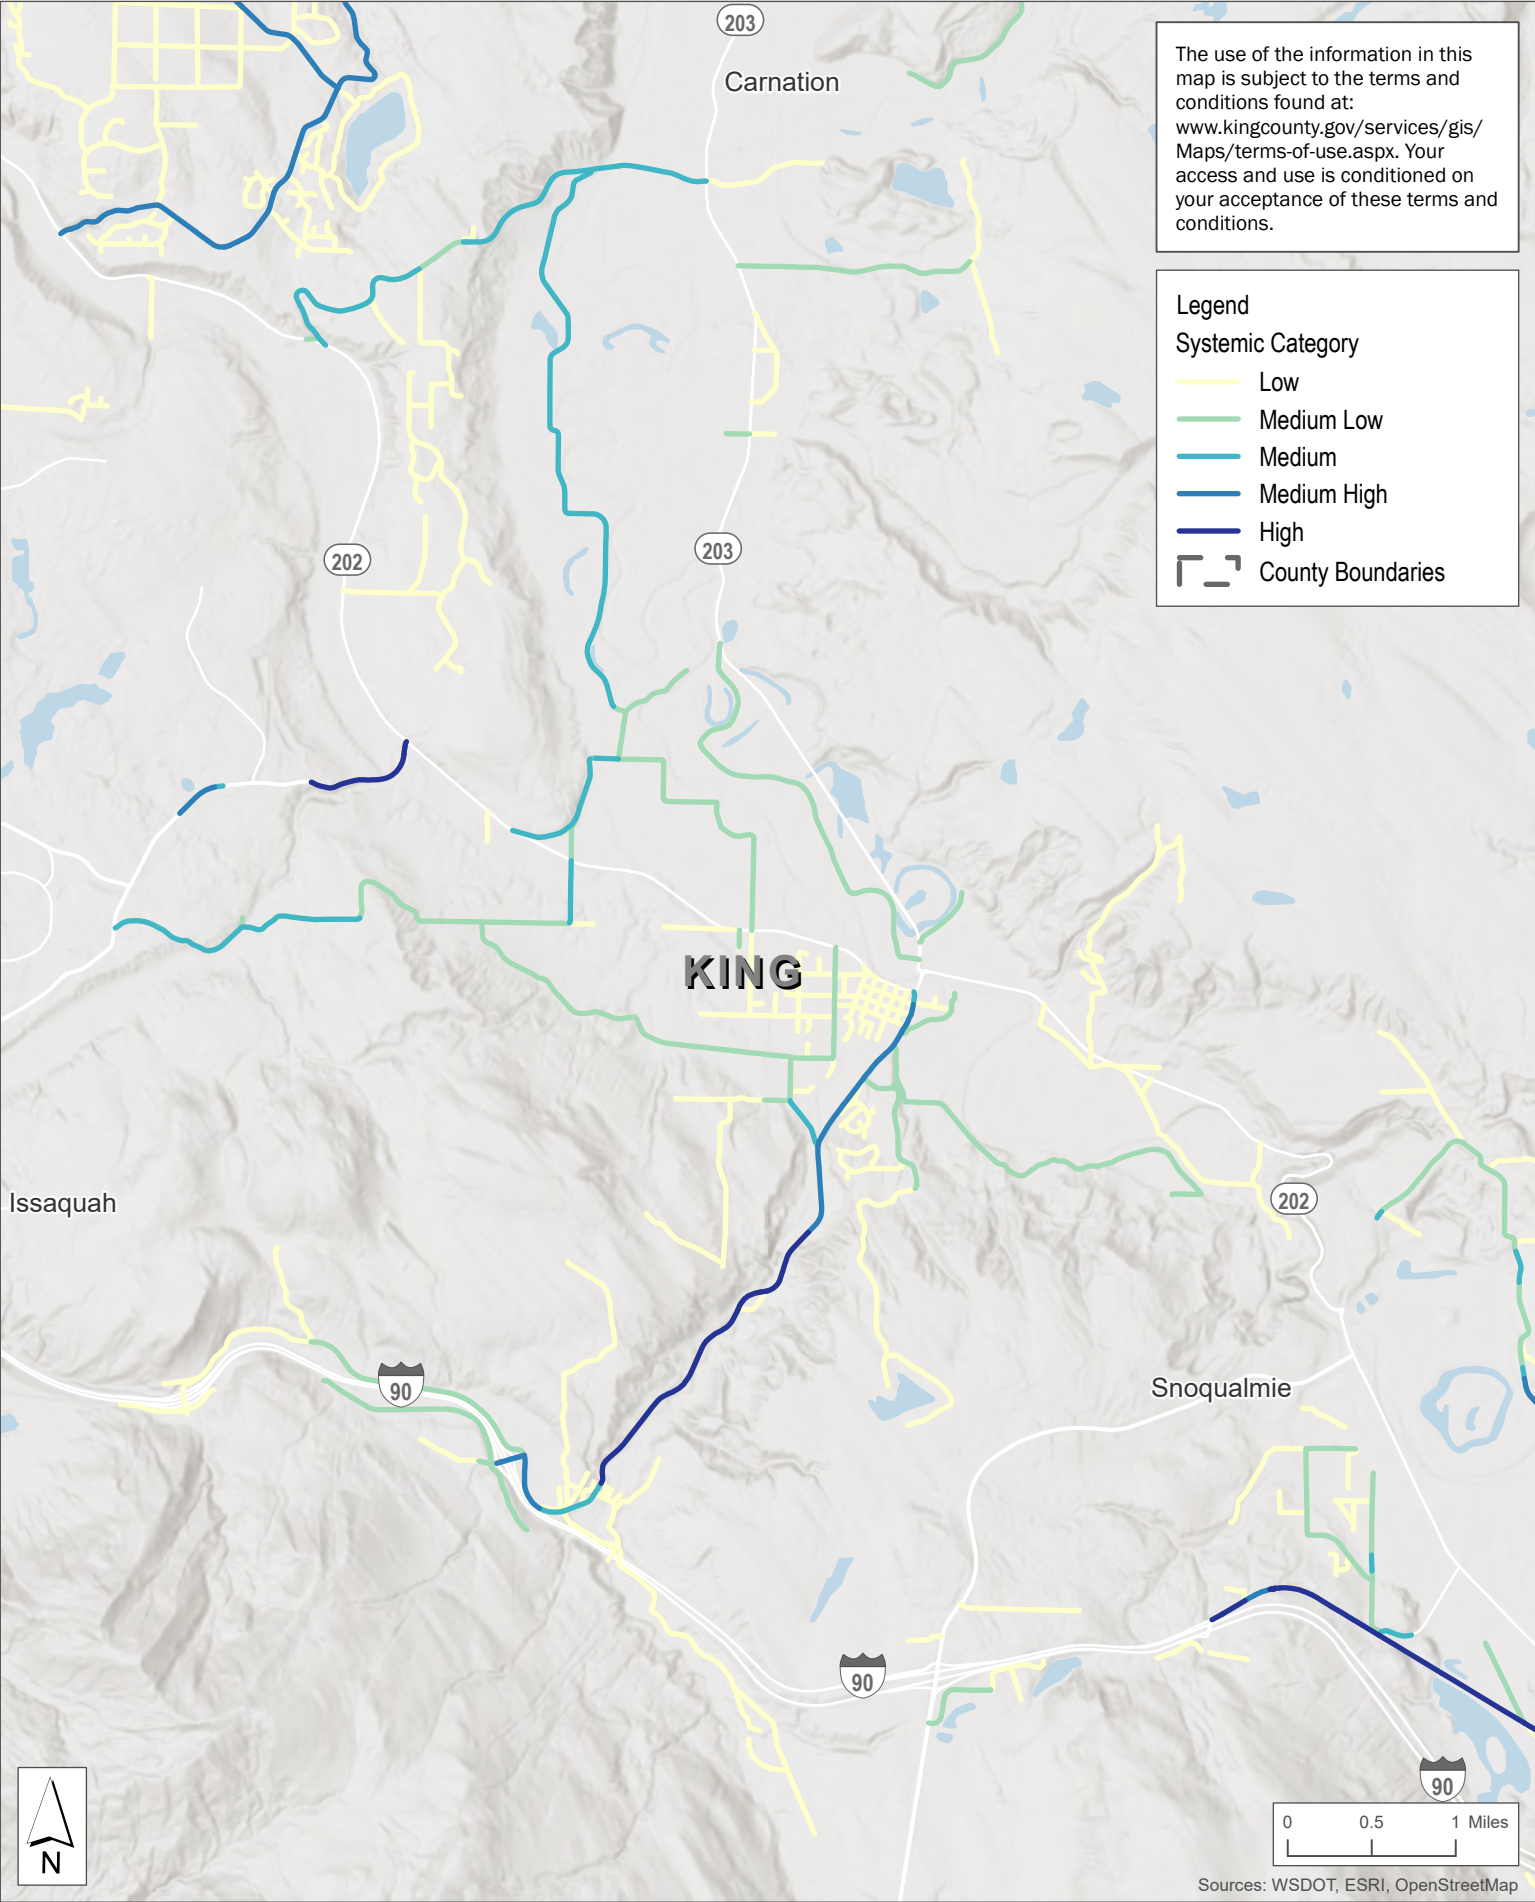 203
Carnation
The use of the information in this
map is subject to the terms and
conditions found at:
www.kingcounty.gov/services/gis/
Maps/terms-of-use.aspx. Your
access and use is conditioned on
your acceptance of these terms and
conditions.
Legend
Systemic Category
Low
Medium Low
Medium
Medium High
High
County Boundaries
202
203
KING
Issaquah
202
90
Snoqualmie
90
90
N
0 0.5 1 Miles
Sources: WSDOT, ESRI, OpenStreetMap